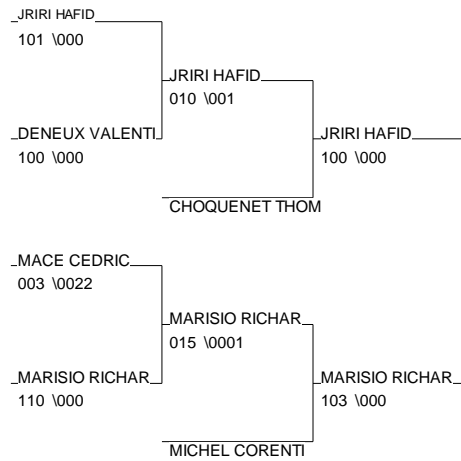 JRIRI HAFID
101 \000
JRIRI HAFID
010 \001
DENEUX VALENTI
100 \000
JRIRI HAFID
100 \000
CHOQUENET THOM
MACE CEDRIC
003 \0022
MARISIO RICHAR
015 \0001
MARISIO RICHAR
110 \000
MARISIO RICHAR
103 \000
MICHEL CORENTI